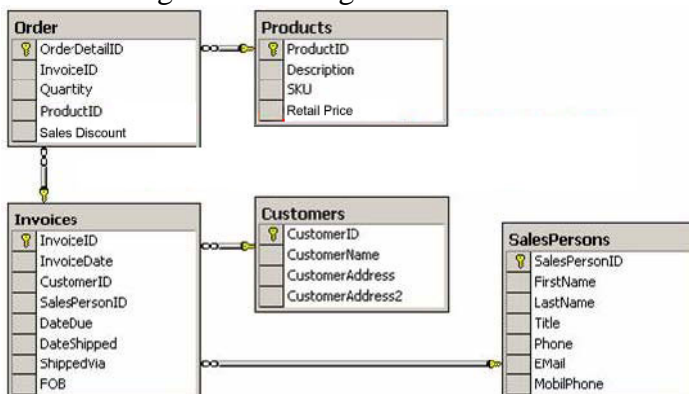 Order
OrderDetailID
InvoiceID
Quantity
ProductID
Sales Discount
Products
ProductID
Description
SKU
Retail Price
Invoices
InvoiceID
InvoiceDate
CustomerID
SalesPersonID
DateDue
DateShipped
ShippedVia
FOB
Customers
CustomerID
CustomerName
CustomerAddress
CustomerAddress2
SalesPersons
SalesPersonID
FirstName
LastName
Title
Phone
EMail
MobilPhone